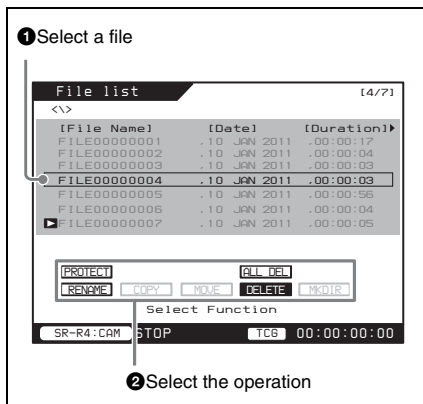 ❶Select a file
File list [4/7]
<\>
[File Name] [Date] [Duration]▶
FILE00000001 .10 JAN 2011 .00:00:17
FILE00000002 .10 JAN 2011 .00:00:04
FILE00000003 .10 JAN 2011 .00:00:03
FILE00000004 .10 JAN 2011 .00:00:03
FILE00000005 .10 JAN 2011 .00:00:56
FILE00000006 .10 JAN 2011 .00:00:04
▶FILE00000007 .10 JAN 2011 .00:00:05
PROTECT ALL DEL
RENAME COPY MOVE DELETE MKDIR
Select Function
SR-R4:CAM STOP TCG 00:00:00:00
❷Select the operation